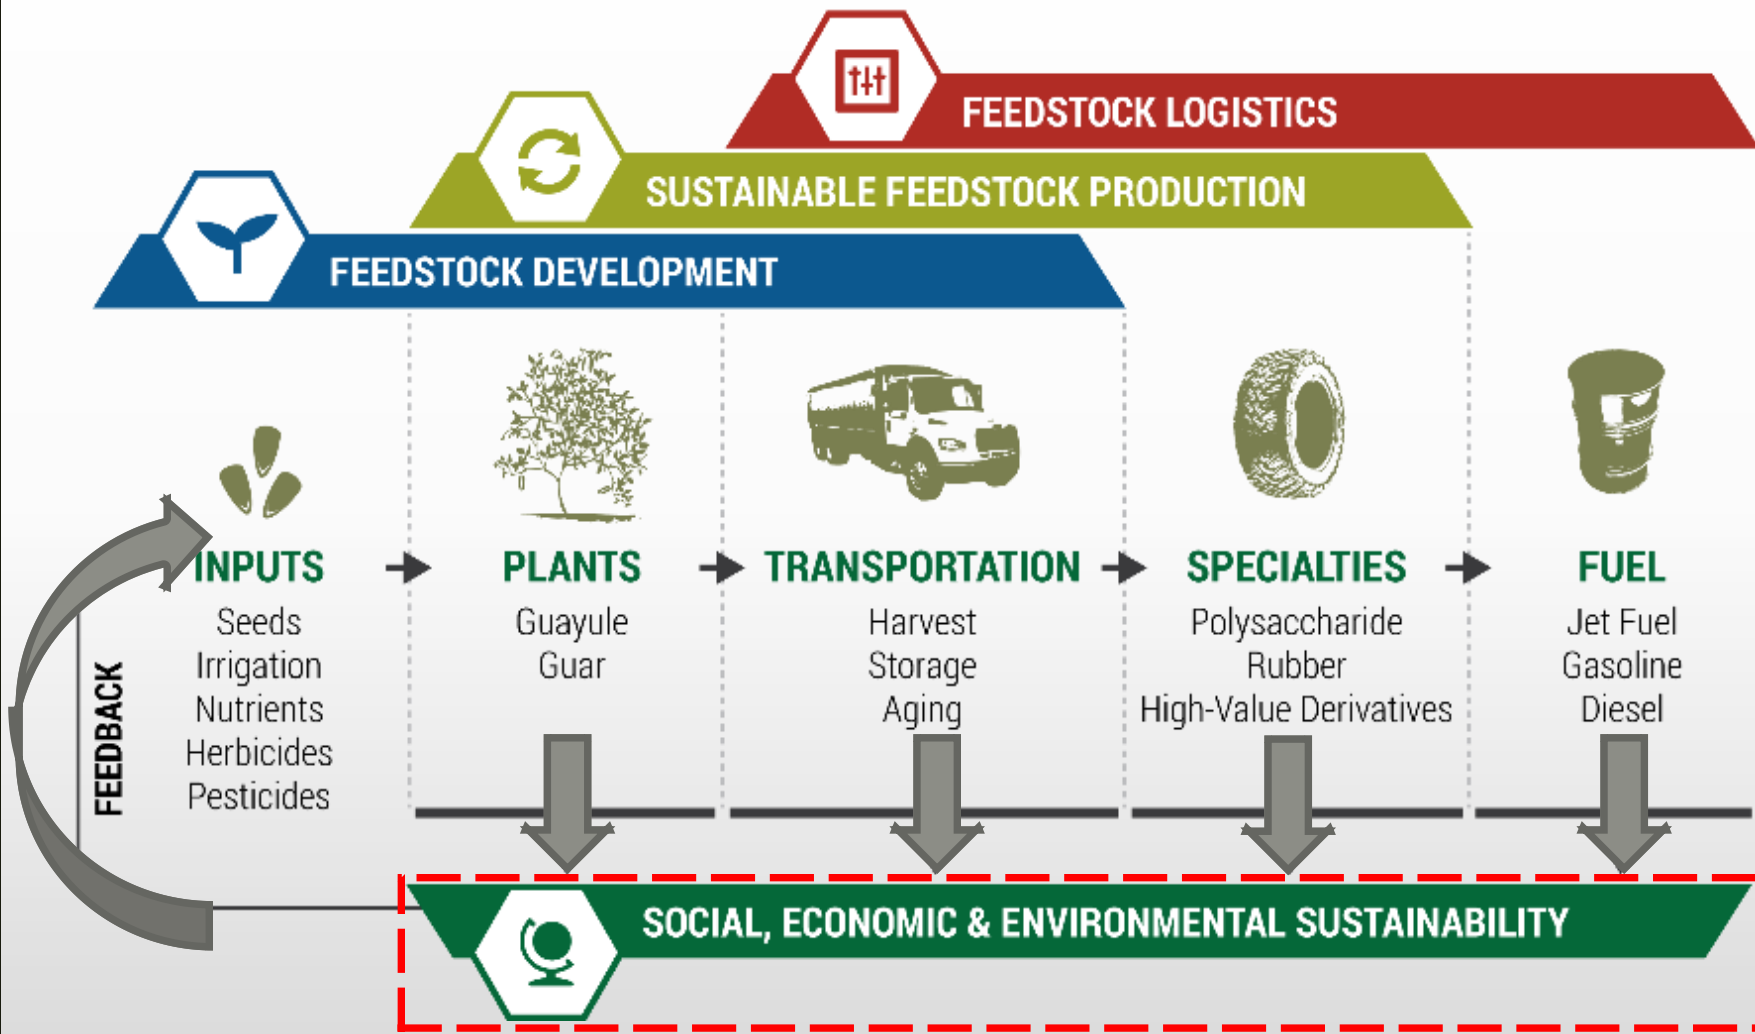 FEEDSTOCK LOGISTICS
SUSTAINABLE FEEDSTOCK PRODUCTION
FEEDSTOCK DEVELOPMENT
INPUTS
Seeds
Irrigation
Nutrients
Herbicides
Pesticides
PLANTS
Guayule
Guar
TRANSPORTATION
Harvest
Storage
Aging
SPECIALTIES
Polysaccharide
Rubber
High-Value Derivatives
FUEL
Jet Fuel
Gasoline
Diesel
FEEDBACK
SOCIAL, ECONOMIC & ENVIRONMENTAL SUSTAINABILITY